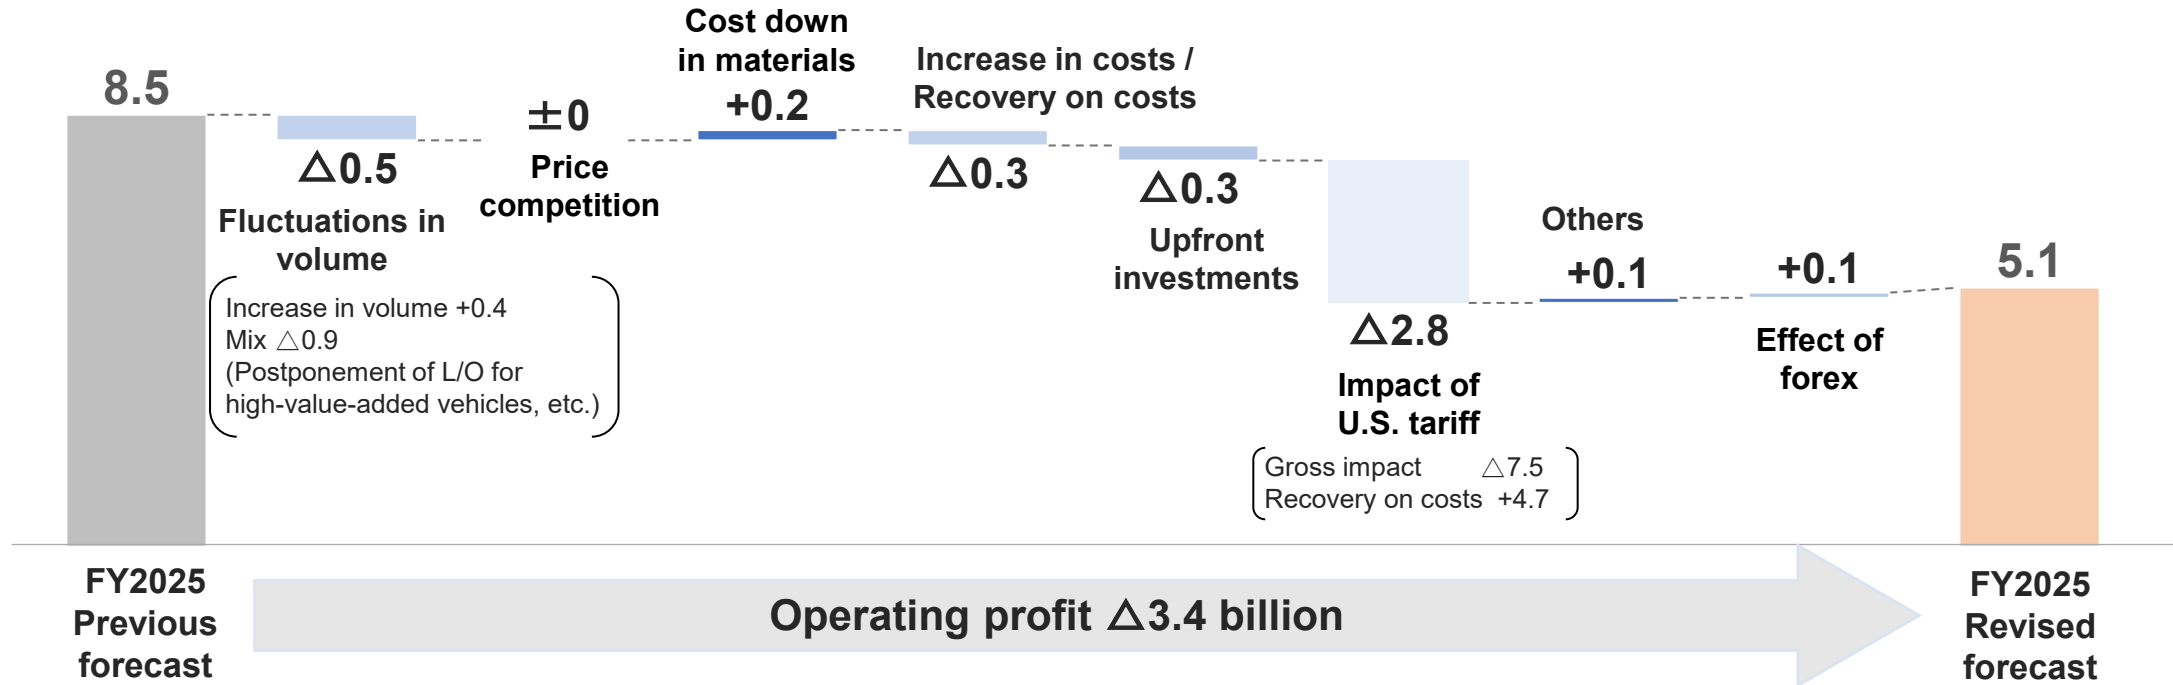 8.5
△0.5
Fluctuations in
volume
Increase in volume +0.4
Mix △0.9
(Postponement of L/O for
high-value-added vehicles, etc.)
±0
Price
competition
Cost down
in materials
+0.2
Increase in costs /
Recovery on costs
△0.3
△0.3
Upfront
investments
△2.8
Impact of
U.S. tariff
Gross impact △7.5
Recovery on costs +4.7
Others
+0.1
+0.1
Effect of
forex
5.1
FY2025
Previous
forecast
Operating profit △3.4 billion
FY2025
Revised
forecast